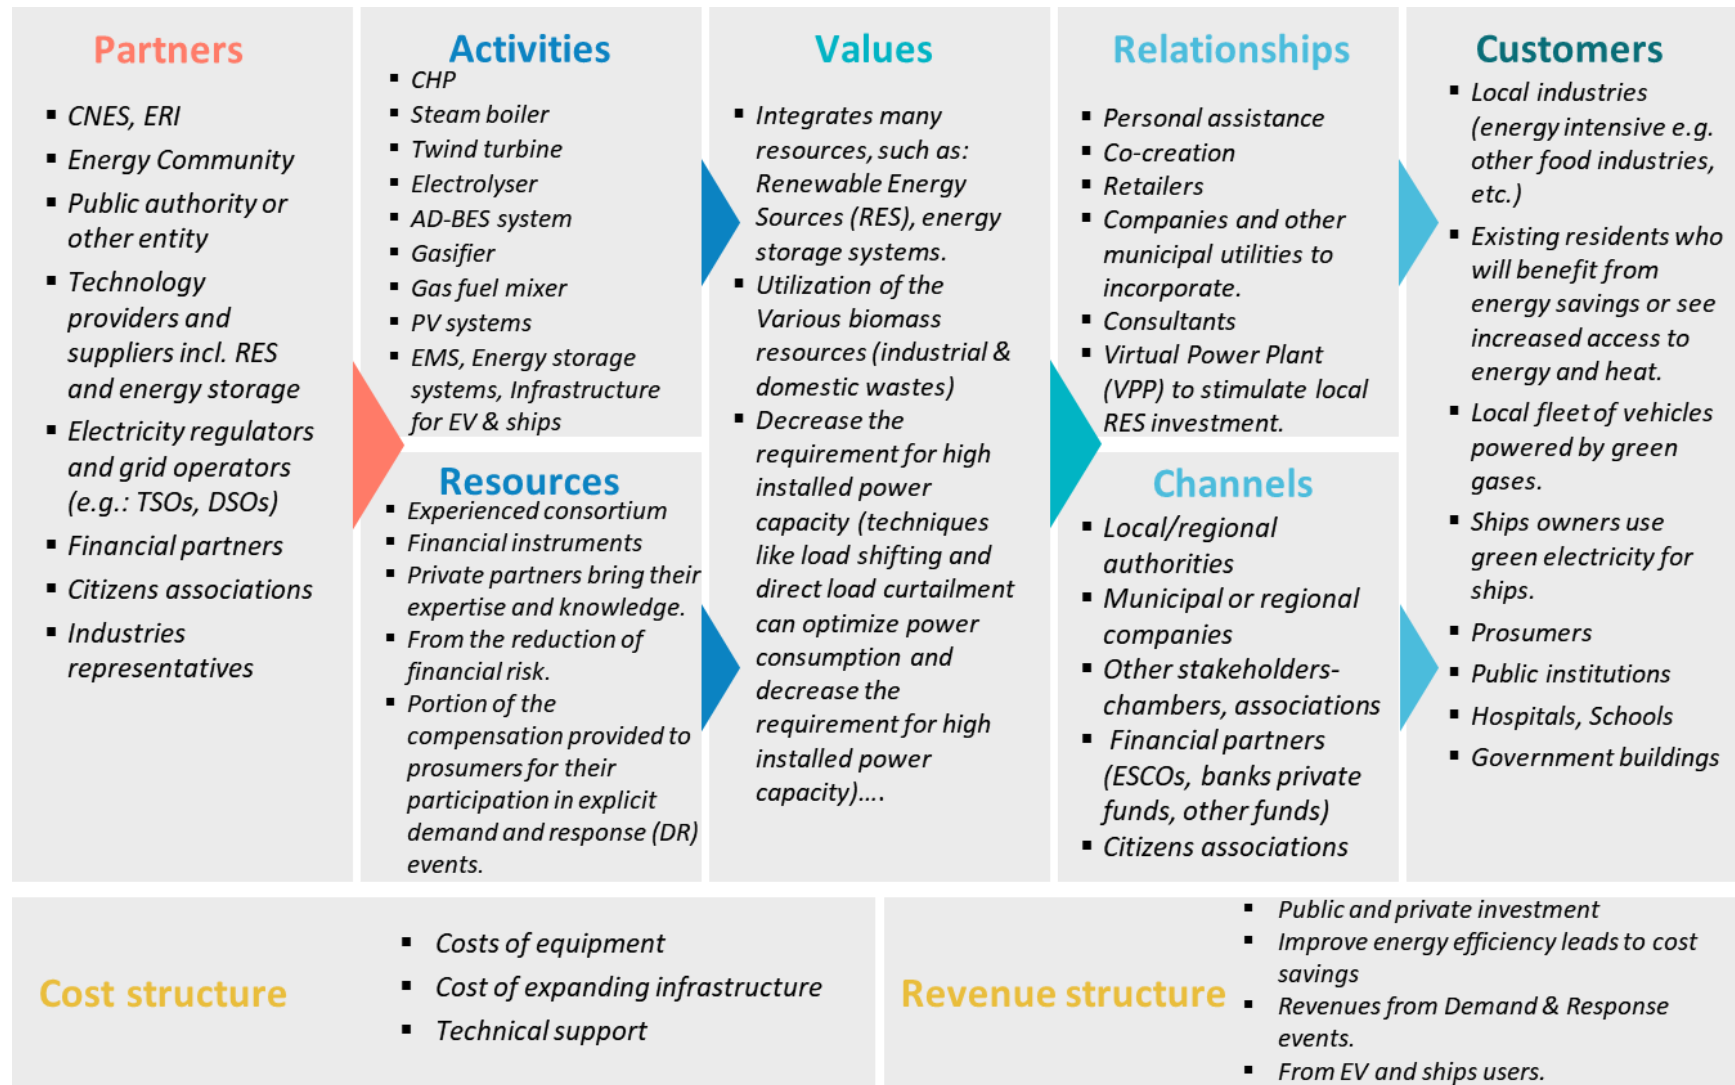 Partners
▪ CNES, ERI
▪ Energy Community
▪ Public authority or
other entity
▪ Technology
providers and
suppliers incl. RES
and energy storage
▪ Electricity regulators
and grid operators
(e.g.: TSOs, DSOs)
▪ Financial partners
▪ Citizens associations
▪ Industries
representatives
Activities
▪ CHP
▪ Steam boiler
▪ Twind turbine
▪ Electrolyser
▪ AD-BES system
▪ Gasifier
▪ Gas fuel mixer
▪ PV systems
▪ EMS, Energy storage
systems, Infrastructure
for EV & ships
Resources
▪ Experienced consortium
▪ Financial instruments
▪ Private partners bring their
expertise and knowledge.
▪ From the reduction of
financial risk.
▪ Portion of the
compensation provided to
prosumers for their
participation in explicit
demand and response (DR)
events.
Values
▪ Integrates many
resources, such as:
Renewable Energy
Sources (RES), energy
storage systems.
▪ Utilization of the
Various biomass
resources (industrial &
domestic wastes)
▪ Decrease the
requirement for high
installed power
capacity (techniques
like load shifting and
direct load curtailment
can optimize power
consumption and
decrease the
requirement for high
installed power
capacity)....
Relationships
▪ Personal assistance
▪ Co-creation
▪ Retailers
▪ Companies and other
municipal utilities to
incorporate.
▪ Consultants
▪ Virtual Power Plant
(VPP) to stimulate local
RES investment.
Channels
▪ Local/regional
authorities
▪ Municipal or regional
companies
▪ Other stakeholders-
chambers, associations
▪ Financial partners
(ESCOs, banks private
funds, other funds)
▪ Citizens associations
Customers
▪ Local industries
(energy intensive e.g.
other food industries,
etc.)
▪ Existing residents who
will benefit from
energy savings or see
increased access to
energy and heat.
▪ Local fleet of vehicles
powered by green
gases.
▪ Ships owners use
green electricity for
ships.
▪ Prosumers
▪ Public institutions
▪ Hospitals, Schools
▪ Government buildings
Cost structure
▪ Costs of equipment
▪ Cost of expanding infrastructure
▪ Technical support
Revenue structure
▪ Public and private investment
▪ Improve energy efficiency leads to cost
savings
▪ Revenues from Demand & Response
events.
▪ From EV and ships users.